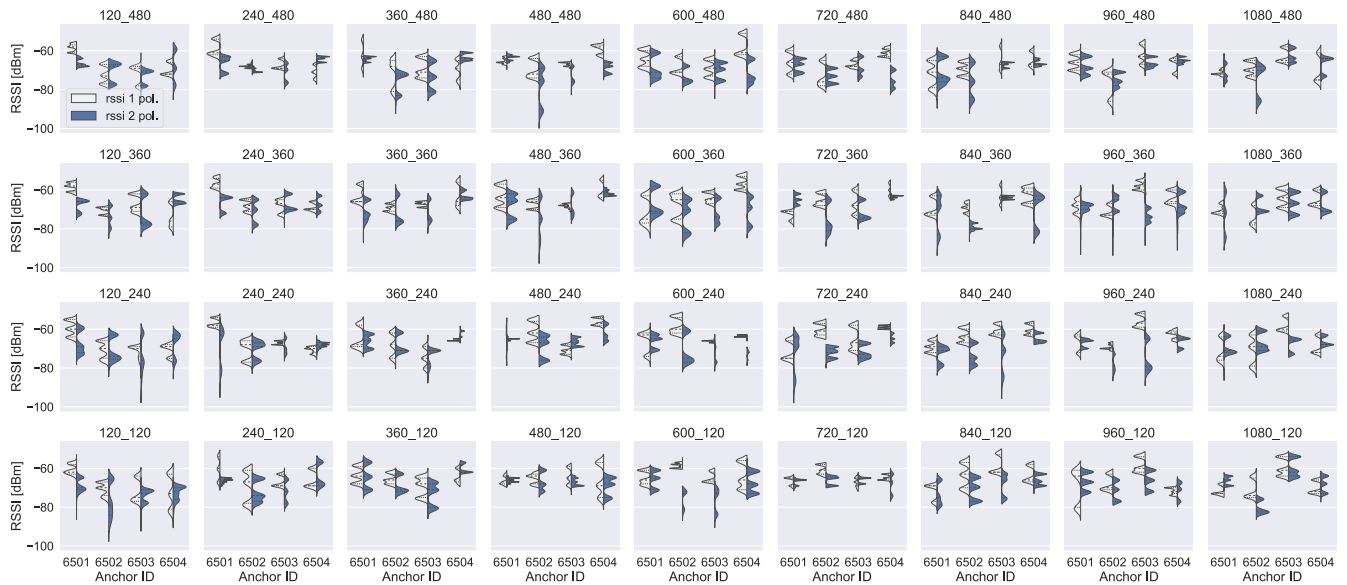 120_480 240_480 360_480 480_480 600_480 720_480 840_480 960_480 1080_480
RSSI [dBm]
−60
−80
−100
rssi 1 pol.
rssi 2 pol.
120_360 240_360 360_360 480_360 600_360 720_360 840_360 960_360 1080_360
RSSI [dBm]
−60
−80
−100
120_240 240_240 360_240 480_240 600_240 720_240 840_240 960_240 1080_240
RSSI [dBm]
−60
−80
−100
120_120 240_120 360_120 480_120 600_120 720_120 840_120 960_120 1080_120
RSSI [dBm]
−60
−80
−100
6501 6502 6503 6504 6501 6502 6503 6504 6501 6502 6503 6504 6501 6502 6503 6504 6501 6502 6503 6504 6501 6502 6503 6504 6501 6502 6503 6504 6501 6502 6503 6504 6501 6502 6503 6504
Anchor ID Anchor ID Anchor ID Anchor ID Anchor ID Anchor ID Anchor ID Anchor ID Anchor ID